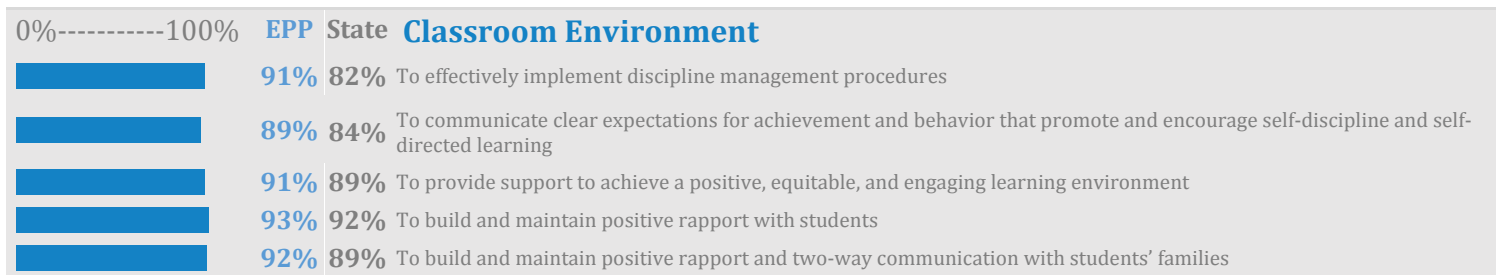 0%-----------100% EPP State Classroom Environment
91% 82% To effectively implement discipline management procedures
89% 84% To communicate clear expectations for achievement and behavior that promote and encourage self-discipline and self-
directed learning
91% 89% To provide support to achieve a positive, equitable, and engaging learning environment
93% 92% To build and maintain positive rapport with students
92% 89% To build and maintain positive rapport and two-way communication with students’ families